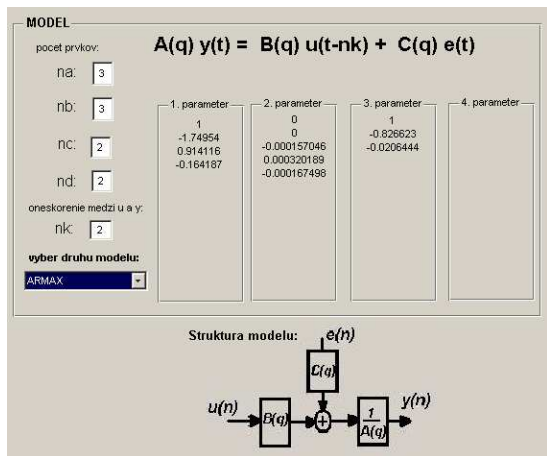 MODEL
A(q) y(t) = B(q) u(t-nk) + C(q) e(t)
pocet prvkov:
na: 3
nb: 3
nc: 2
nd: 2
oneskorenie medzi u a y:
nk: 2
vyber druhu modelu:
ARMAX
1. parameter
1
-1.74954
0.914116
-0.164187
2. parameter
0
0
-0.000157046
0.000320189
-0.000167498
3. parameter
1
-0.826623
-0.0206444
4. parameter
Struktura modelu:
e(n)
C(q)
u(n)
B(q)
+
1
A(q)
y(n)